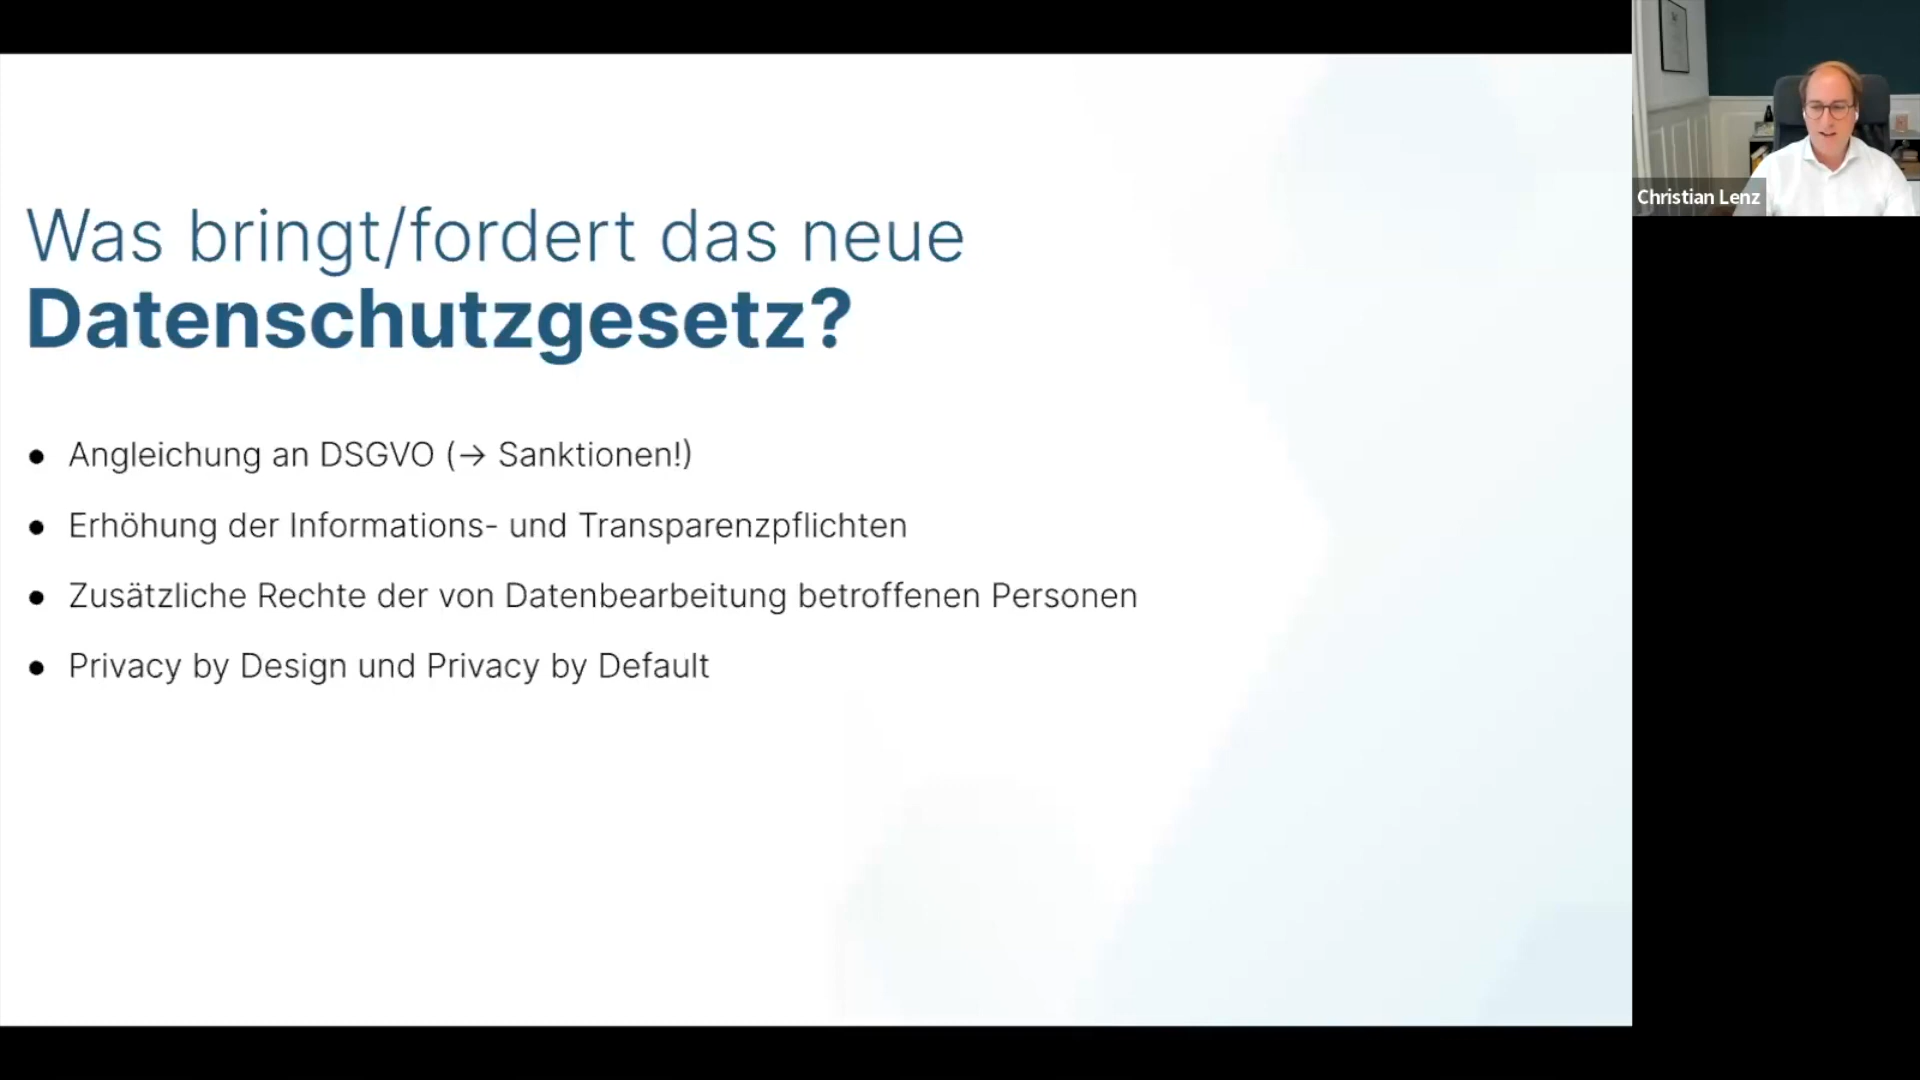 Was bringt/fordert das neue
Datenschutzgesetz?
• Angleichung an DSGVO (→ Sanktionen!)
• Erhöhung der Informations- und Transparenzpflichten
• Zusätzliche Rechte der von Datenbearbeitung betroffenen Personen
• Privacy by Design und Privacy by Default
Christian Lenz